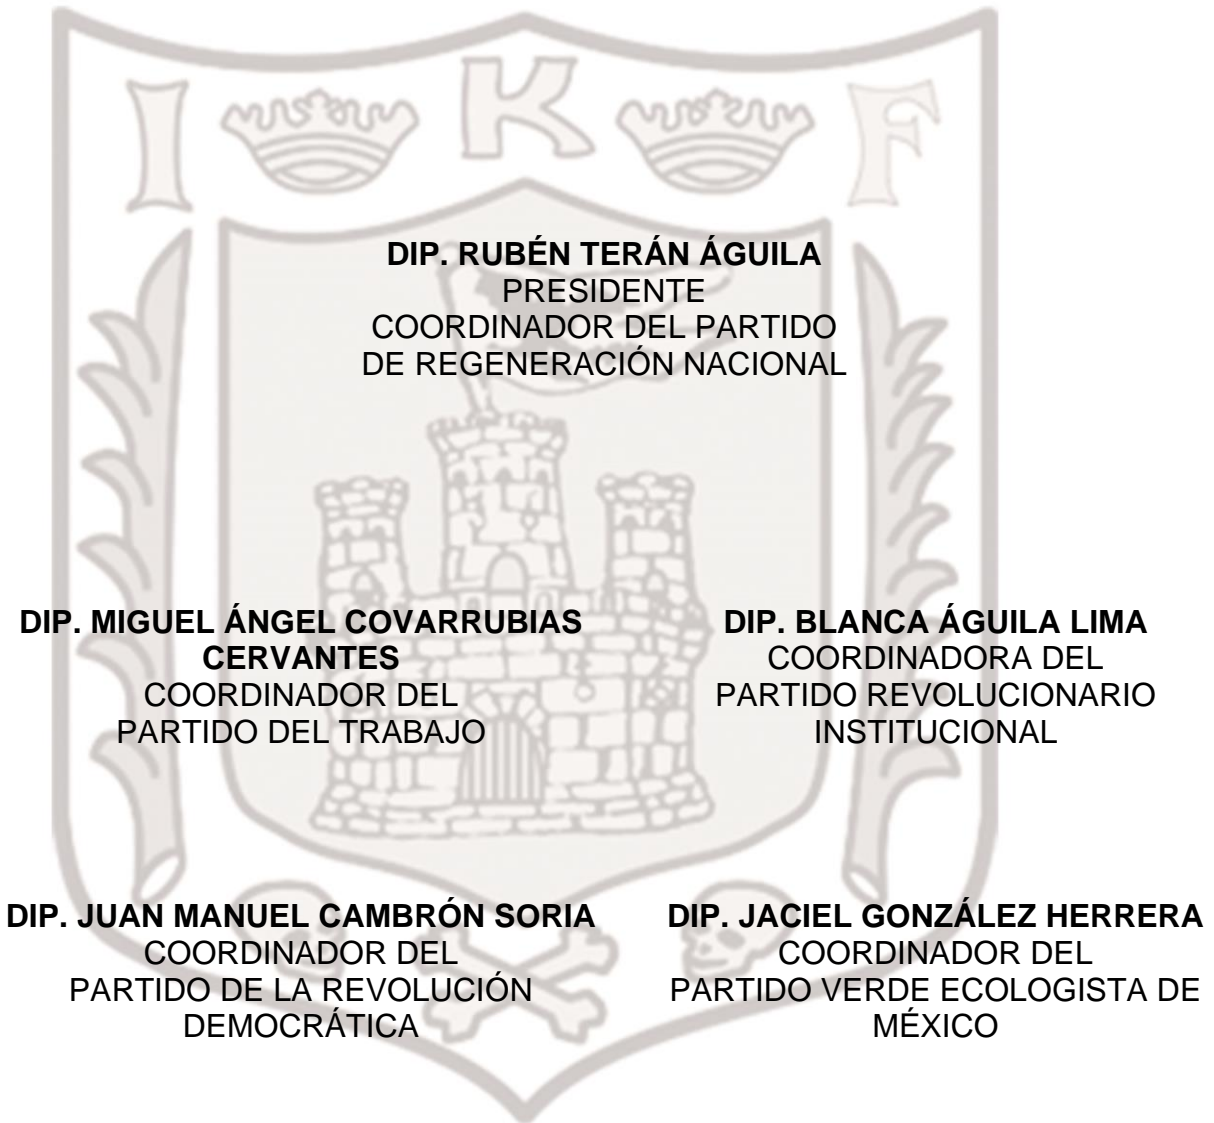 I K F
DIP. RUBÉN TERÁN ÁGUILA
PRESIDENTE
COORDINADOR DEL PARTIDO
DE REGENERACIÓN NACIONAL
DIP. MIGUEL ÁNGEL COVARRUBIAS
CERVANTES
COORDINADOR DEL
PARTIDO DEL TRABAJO
DIP. BLANCA ÁGUILA LIMA
COORDINADORA DEL
PARTIDO REVOLUCIONARIO
INSTITUCIONAL
DIP. JUAN MANUEL CAMBRÓN SORIA
COORDINADOR DEL
PARTIDO DE LA REVOLUCIÓN
DEMOCRÁTICA
DIP. JACIEL GONZÁLEZ HERRERA
COORDINADOR DEL
PARTIDO VERDE ECOLOGISTA DE
MÉXICO